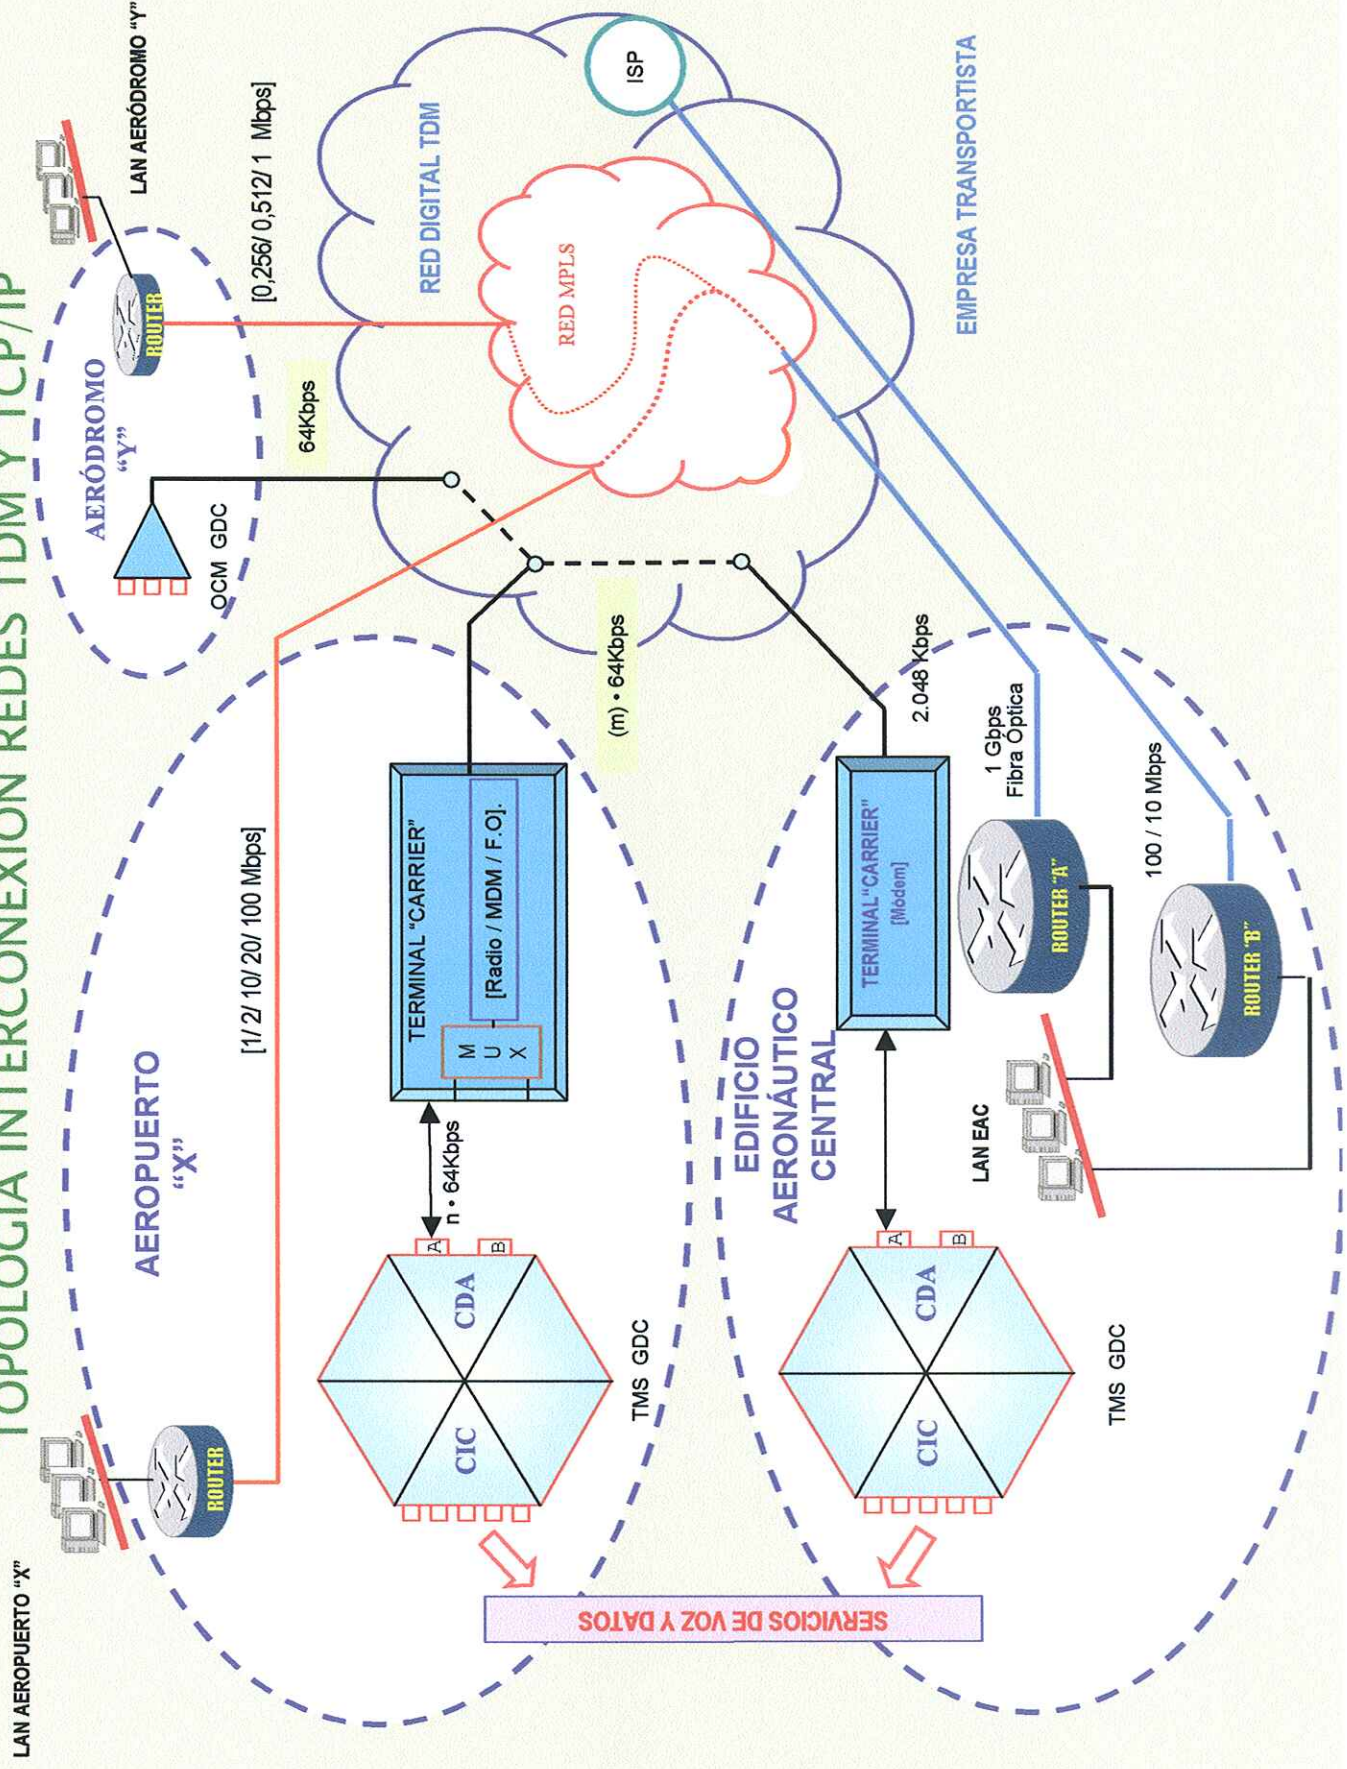 TOPOLOGÍA INTERCONEXIÓN REDES TDM Y TCP/IP
LAN AEROPUERTO "X"
ROUTER
AEROPUERTO
"X"
[1/ 2/ 10/ 20/ 100 Mbps]
AERÓDROMO
"Y"
ROUTER
LAN AERÓDROMO "Y"
OCM GDC
64Kbps
[0,256/ 0,512/ 1 Mbps]
CIC
CDA
A
B
TMS GDC
n • 64Kbps
TERMINAL "CARRIER"
M
U
X
[Radio / MDM / F.O].
RED DIGITAL TDM
RED MPLS
ISP
(m) • 64Kbps
EMPRESA TRANSPORTISTA
SERVICIOS DE VOZ Y DATOS
EDIFICIO
AERONÁUTICO
CENTRAL
CIC
CDA
A
B
TMS GDC
TERMINAL "CARRIER"
[Módem]
2.048 Kbps
LAN EAC
ROUTER "A"
1 Gbps
Fibra Óptica
ROUTER "B"
100 / 10 Mbps